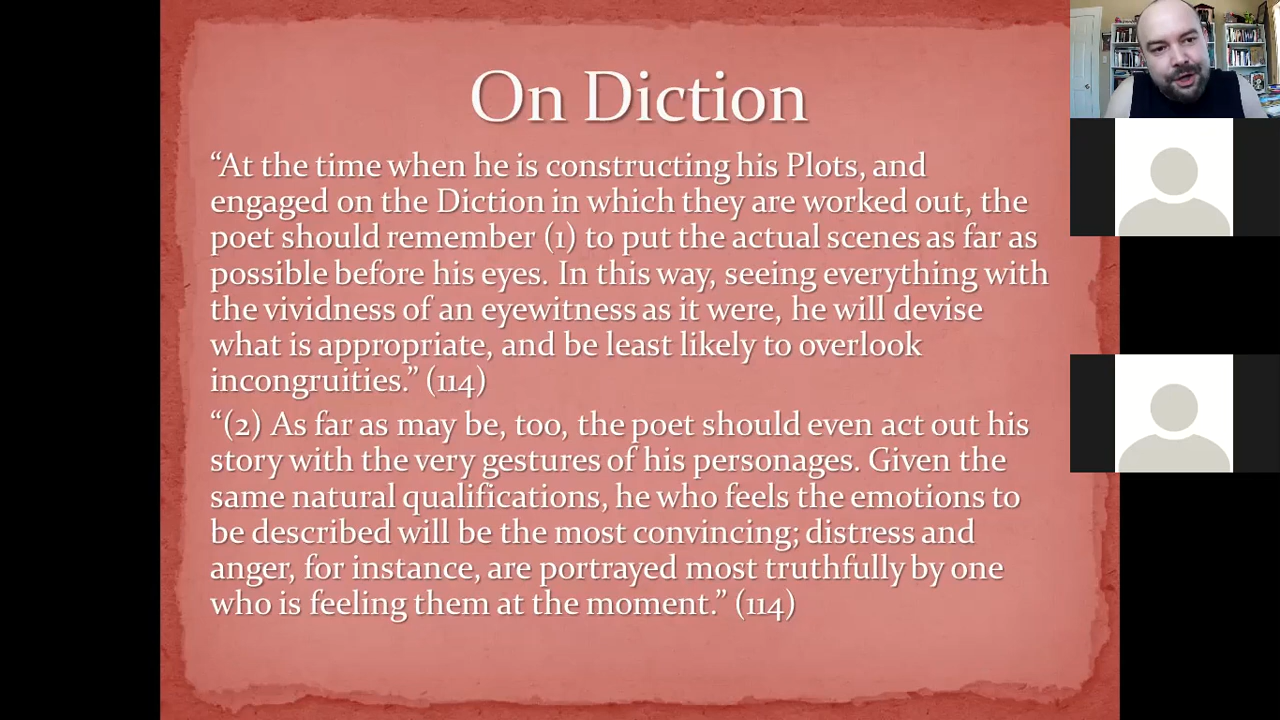 On Diction
“At the time when he is constructing his Plots, and
engaged on the Diction in which they are worked out, the
poet should remember (1) to put the actual scenes as far as
possible before his eyes. In this way, seeing everything with
the vividness of an eyewitness as it were, he will devise
what is appropriate, and be least likely to overlook
incongruities.” (114)
“(2) As far as may be, too, the poet should even act out his
story with the very gestures of his personages. Given the
same natural qualifications, he who feels the emotions to
be described will be the most convincing; distress and
anger, for instance, are portrayed most truthfully by one
who is feeling them at the moment.” (114)